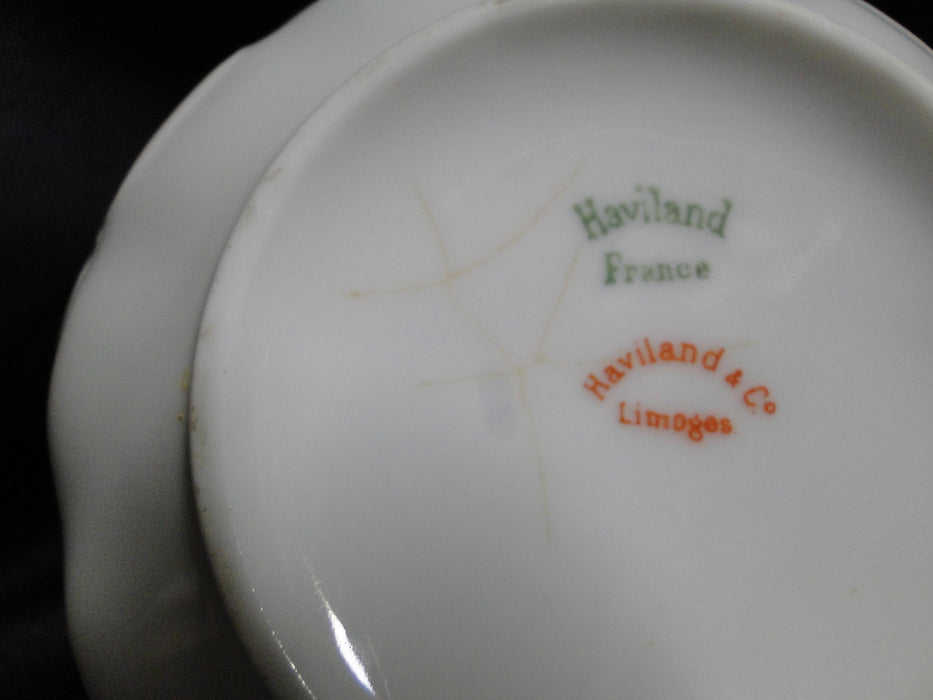 Haviland
France
Haviland & Co
Limoges